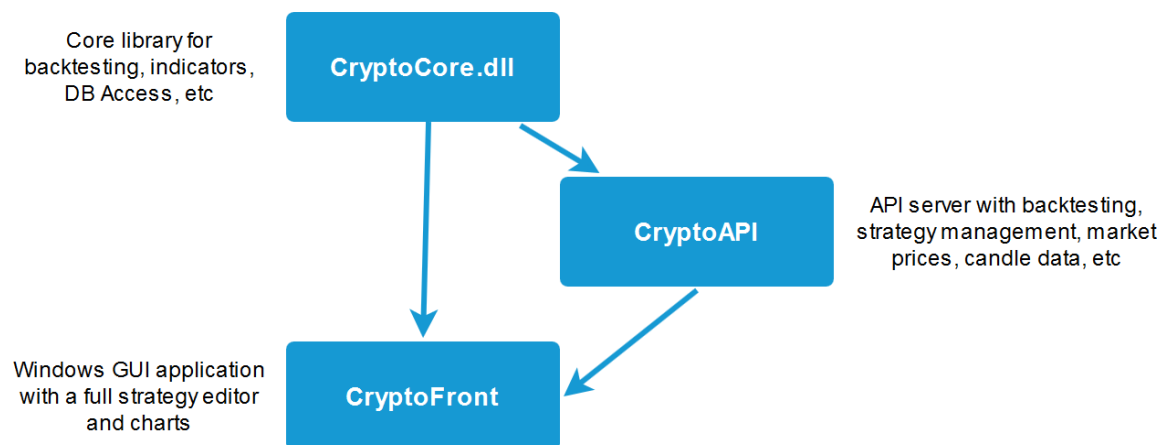 Core library for
backtesting, indicators,
DB Access, etc
CryptoCore.dll
CryptoAPI
API server with backtesting,
strategy management, market
prices, candle data, etc
Windows GUI application
with a full strategy editor
and charts
CryptoFront